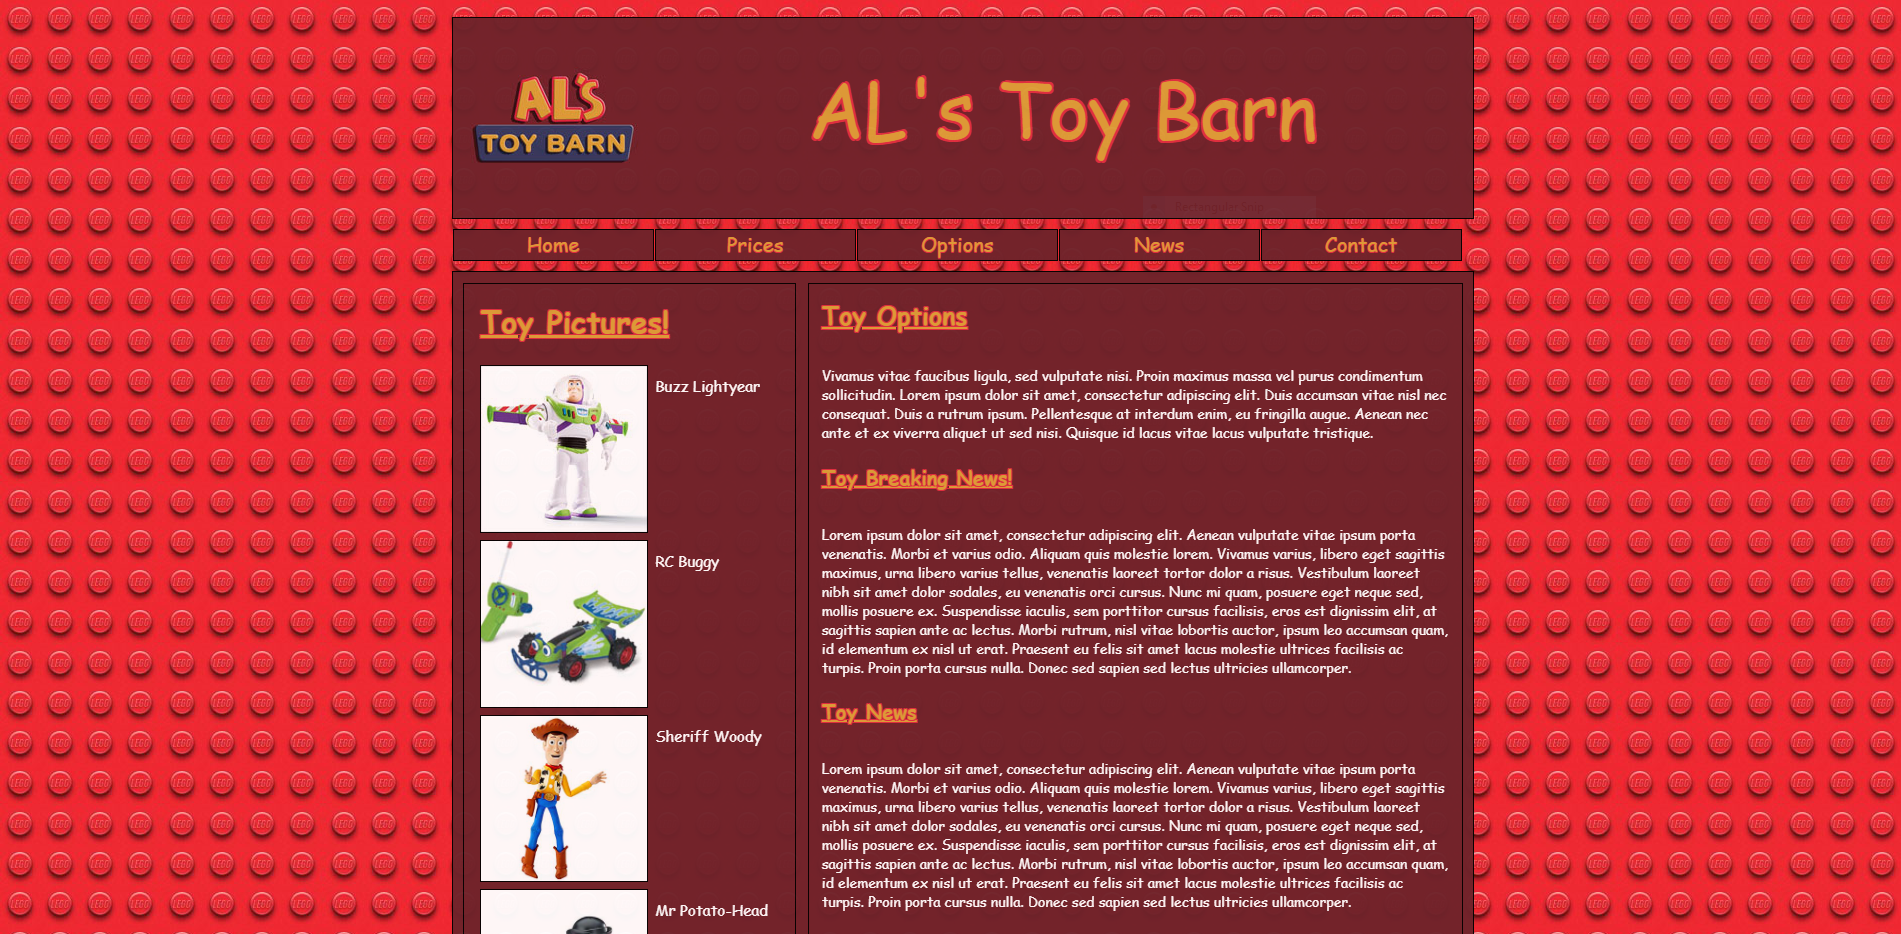 AL'S
TOY BARN
AL's Toy Barn
Home
Prices
Options
News
Contact
Toy Pictures!
Buzz Lightyear
RC Buggy
Sheriff Woody
Mr Potato-Head
Toy Options
Vivamus vitae faucibus ligula, sed vulputate nisi. Proin maximus massa vel purus condimentum
sollicitudin. Lorem ipsum dolor sit amet, consectetur adipiscing elit. Duis accumsan vitae nisl nec
consequat. Duis a rutrum ipsum. Pellentesque at interdum enim, eu fringilla augue. Aenean nec
ante et ex viverra aliquet ut sed nisi. Quisque id lacus vitae lacus vulputate tristique.
Toy Breaking News!
Lorem ipsum dolor sit amet, consectetur adipiscing elit. Aenean vulputate vitae ipsum porta
venenatis. Morbi et varius odio. Aliquam quis molestie lorem. Vivamus varius, libero eget sagittis
maximus, urna libero varius tellus, venenatis laoreet tortor dolor a risus. Vestibulum laoreet
nibh sit amet dolor sodales, eu venenatis orci cursus. Nunc mi quam, posuere eget neque sed,
mollis posuere ex. Suspendisse iaculis, sem porttitor cursus facilisis, eros est dignissim elit, at
sagittis sapien ante ac lectus. Morbi rutrum, nisl vitae lobortis auctor, ipsum leo accumsan quam,
id elementum ex nisl ut erat. Praesent eu felis sit amet lacus molestie ultrices facilisis ac
turpis. Proin porta cursus nulla. Donec sed sapien sed lectus ultricies ullamcorper.
Toy News
Lorem ipsum dolor sit amet, consectetur adipiscing elit. Aenean vulputate vitae ipsum porta
venenatis. Morbi et varius odio. Aliquam quis molestie lorem. Vivamus varius, libero eget sagittis
maximus, urna libero varius tellus, venenatis laoreet tortor dolor a risus. Vestibulum laoreet
nibh sit amet dolor sodales, eu venenatis orci cursus. Nunc mi quam, posuere eget neque sed,
mollis posuere ex. Suspendisse iaculis, sem porttitor cursus facilisis, eros est dignissim elit, at
sagittis sapien ante ac lectus. Morbi rutrum, nisl vitae lobortis auctor, ipsum leo accumsan quam,
id elementum ex nisl ut erat. Praesent eu felis sit amet lacus molestie ultrices facilisis ac
turpis. Proin porta cursus nulla. Donec sed sapien sed lectus ultricies ullamcorper.